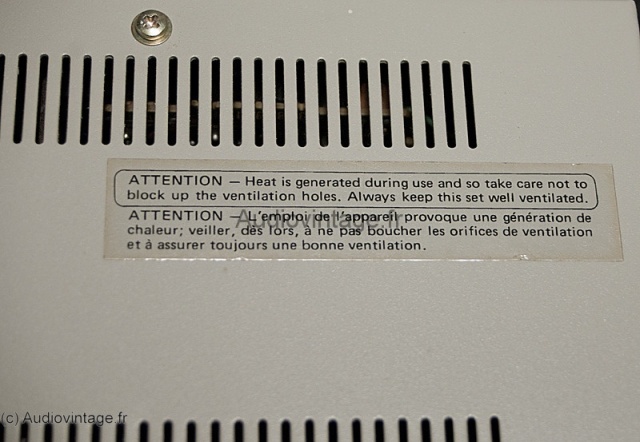 ATTENTION — Heat is generated during use and so take care not to
block up the ventilation holes. Always keep this set well ventilated.
ATTENTION — L'emploi de l'appareil provoque une génération de
chaleur; veiller, dès lors, à ne pas boucher les orifices de ventilation
et à assurer toujours une bonne ventilation.
Audiovintage.fr
(c) Audiovintage.fr